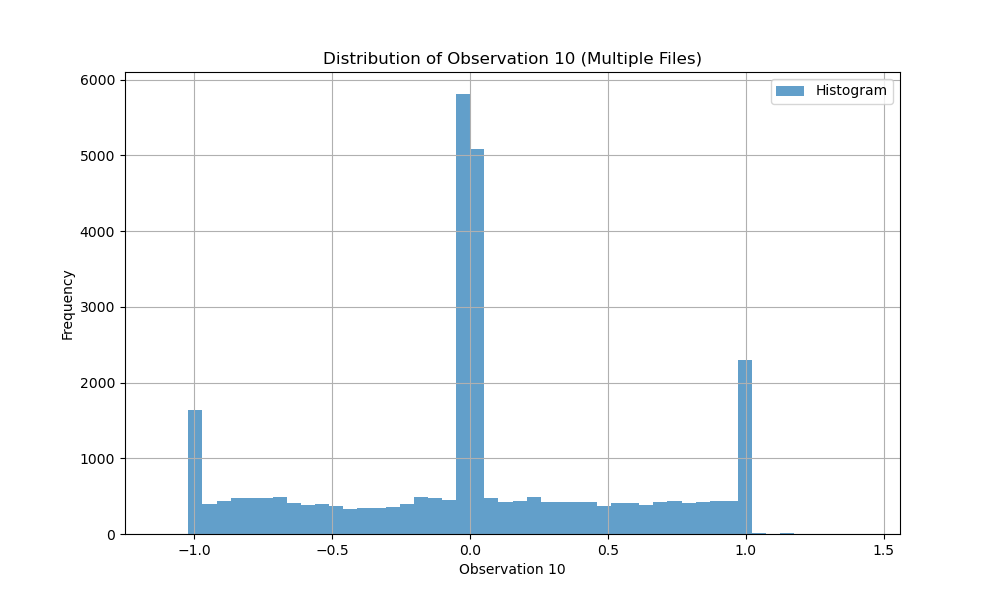 Distribution of Observation 10 (Multiple Files)
Histogram
6000
5000
4000
3000
2000
1000
0
Frequency
−1.0 −0.5 0.0 0.5 1.0 1.5
Observation 10